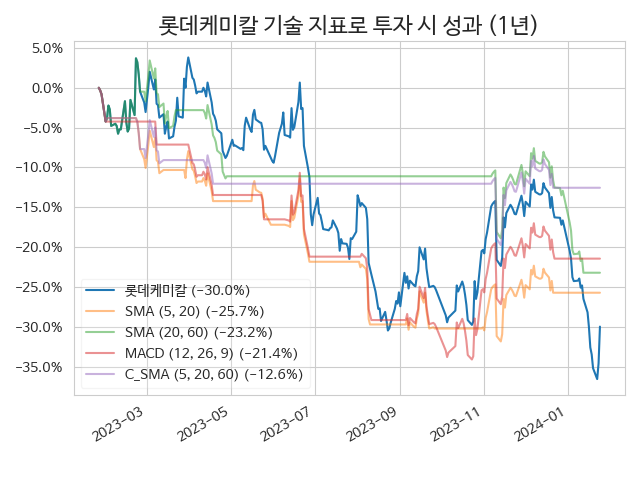 롯데케미칼 기술 지표로 투자 시 성과 (1년)
5.0%
0.0%
−5.0%
−10.0%
−15.0%
−20.0%
−25.0%
−30.0%
−35.0%
롯데케미칼 (−30.0%)
SMA (5, 20) (−25.7%)
SMA (20, 60) (−23.2%)
MACD (12, 26, 9) (−21.4%)
C_SMA (5, 20, 60) (−12.6%)
2023−03
2023−05
2023−07
2023−09
2023−11
2024−01